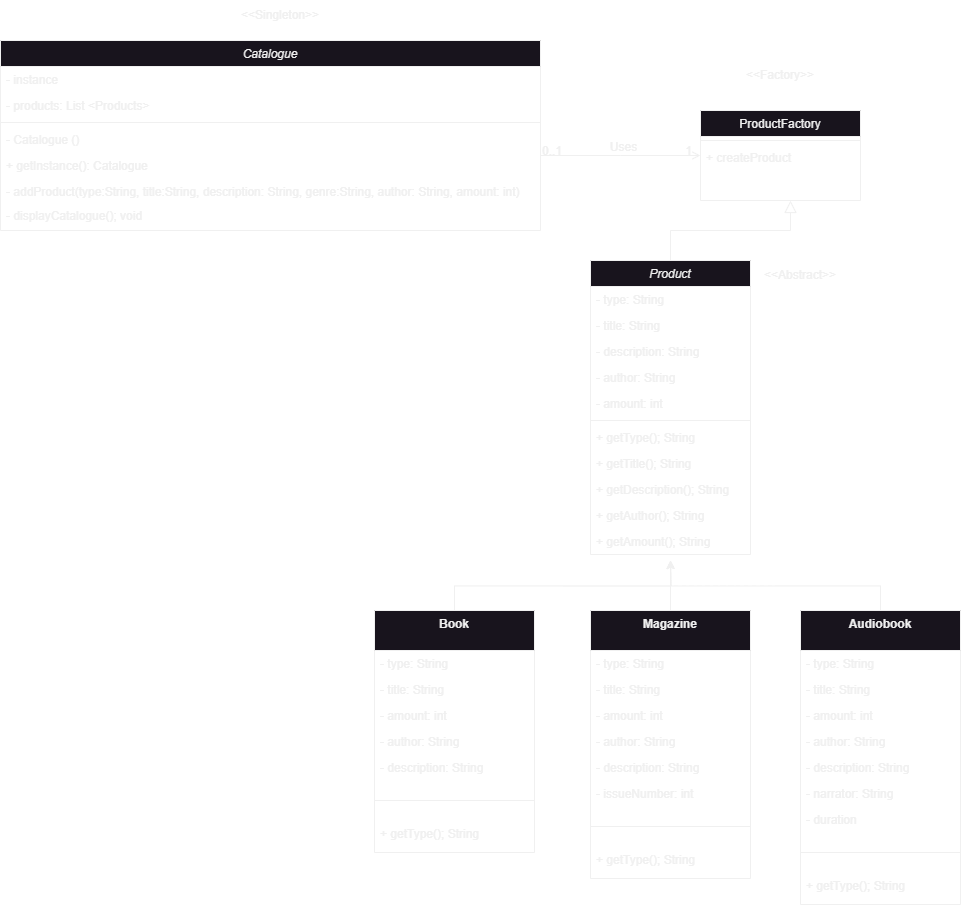 <<Singleton>>
Catalogue
- instance
- products: List <Products>
- Catalogue ()
+ getInstance(): Catalogue
- addProduct(type:String, title:String, description: String, genre:String, author: String, amount: int)
- displayCatalogue(); void
0..1
Uses
1
<<Factory>>
ProductFactory
+ createProduct
Product
<<Abstract>>
- type: String
- title: String
- description: String
- author: String
- amount: int
+ getType(); String
+ getTitle(); String
+ getDescription(); String
+ getAuthor(); String
+ getAmount(); String
Book
- type: String
- title: String
- amount: int
- author: String
- description: String
+ getType(); String
Magazine
- type: String
- title: String
- amount: int
- author: String
- description: String
- issueNumber: int
+ getType(); String
Audiobook
- type: String
- title: String
- amount: int
- author: String
- description: String
- narrator: String
- duration
+ getType(); String